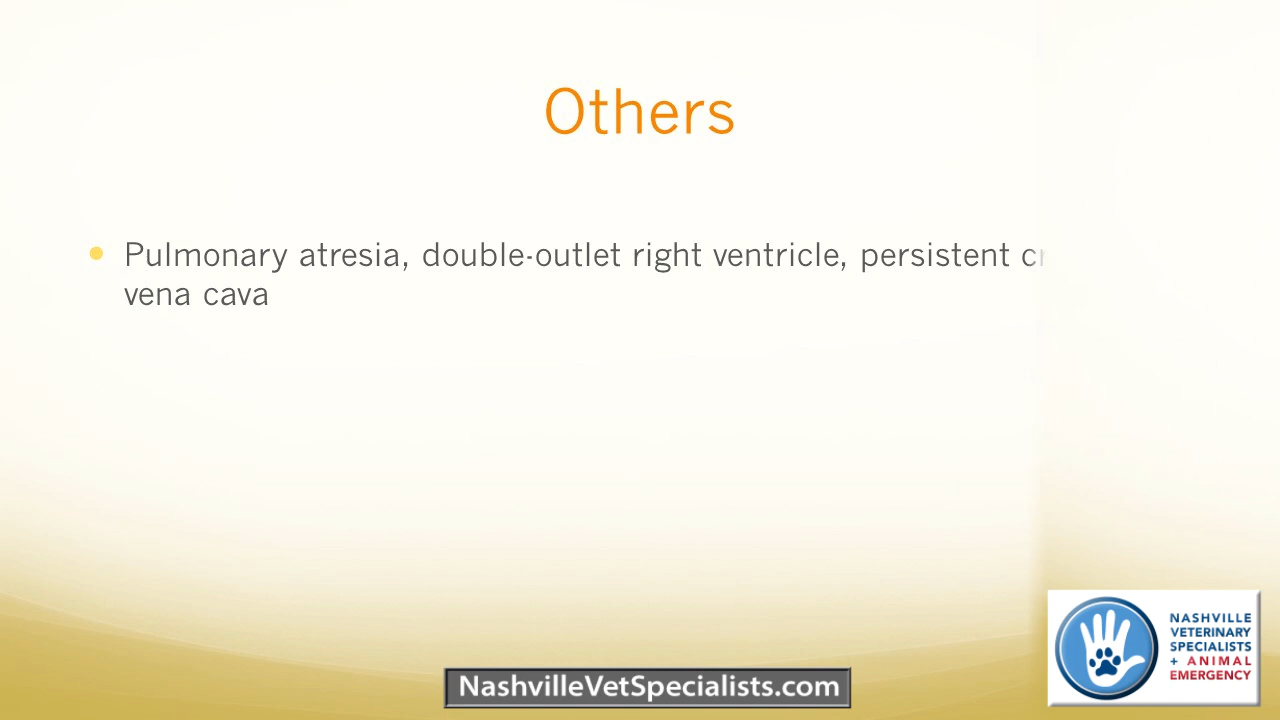 Others
Pulmonary atresia, double-outlet right ventricle, persistent
vena cava
NashvilleVetSpecialists.com
NASHVILLE
VETERINARY
SPECIALISTS
+ ANIMAL
EMERGENCY